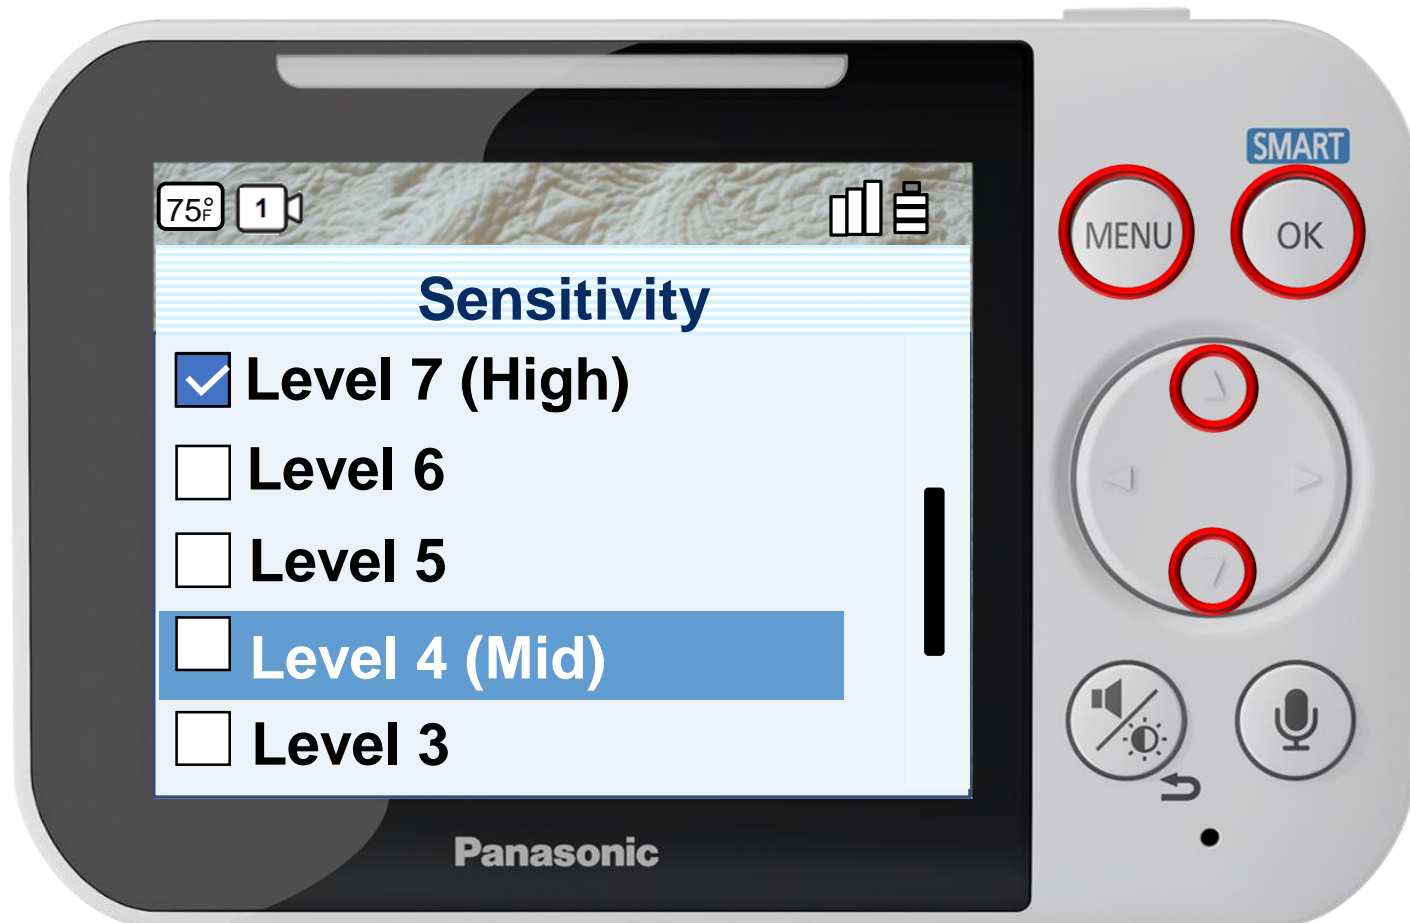 SMART
75°F
1
MENU
OK
Sensitivity
Level 7 (High)
Level 6
Level 5
Level 4 (Mid)
Level 3
Panasonic